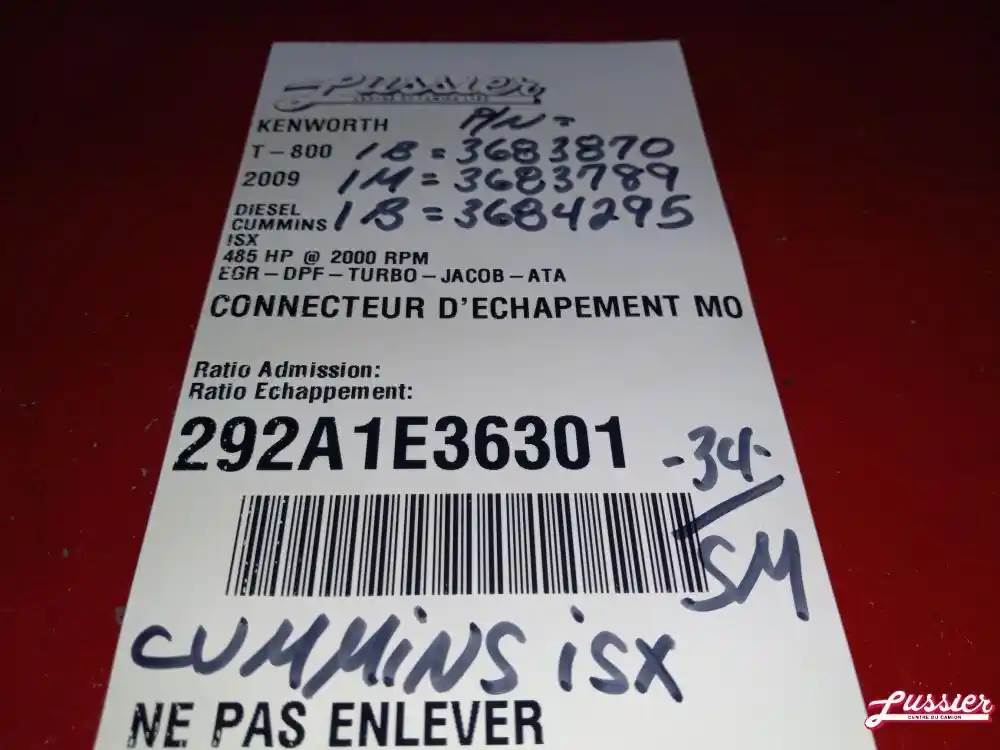 Lussier
KENWORTH P/N =
T-800 1B = 3683870
2009 1M = 3683789
DIESEL
CUMMINS 1B = 3684295
ISX
485 HP @ 2000 RPM
EGR-DPF-TURBO-JACOB-ATA
CONNECTEUR D'ECHAPEMENT MO
Ratio Admission:
Ratio Echappement:
292A1E36301 -34-
SM
CUMMiNS iSX
NE PAS ENLEVER
Lussier
CENTRE DU CAMION